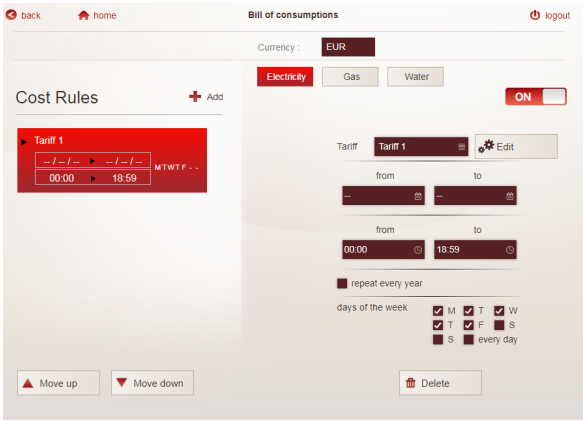 back home Bill of consumptions logout
Currency : EUR
Electricity Gas Water
Cost Rules Add
ON
Tariff 1
-- / -- / -- -- / -- / --
00:00 18:59
M T W T F - -
Tariff Tariff 1 Edit
from to
-- --
from to
00:00 18:59
repeat every year
days of the week M T W
T F S
S every day
Move up Move down Delete